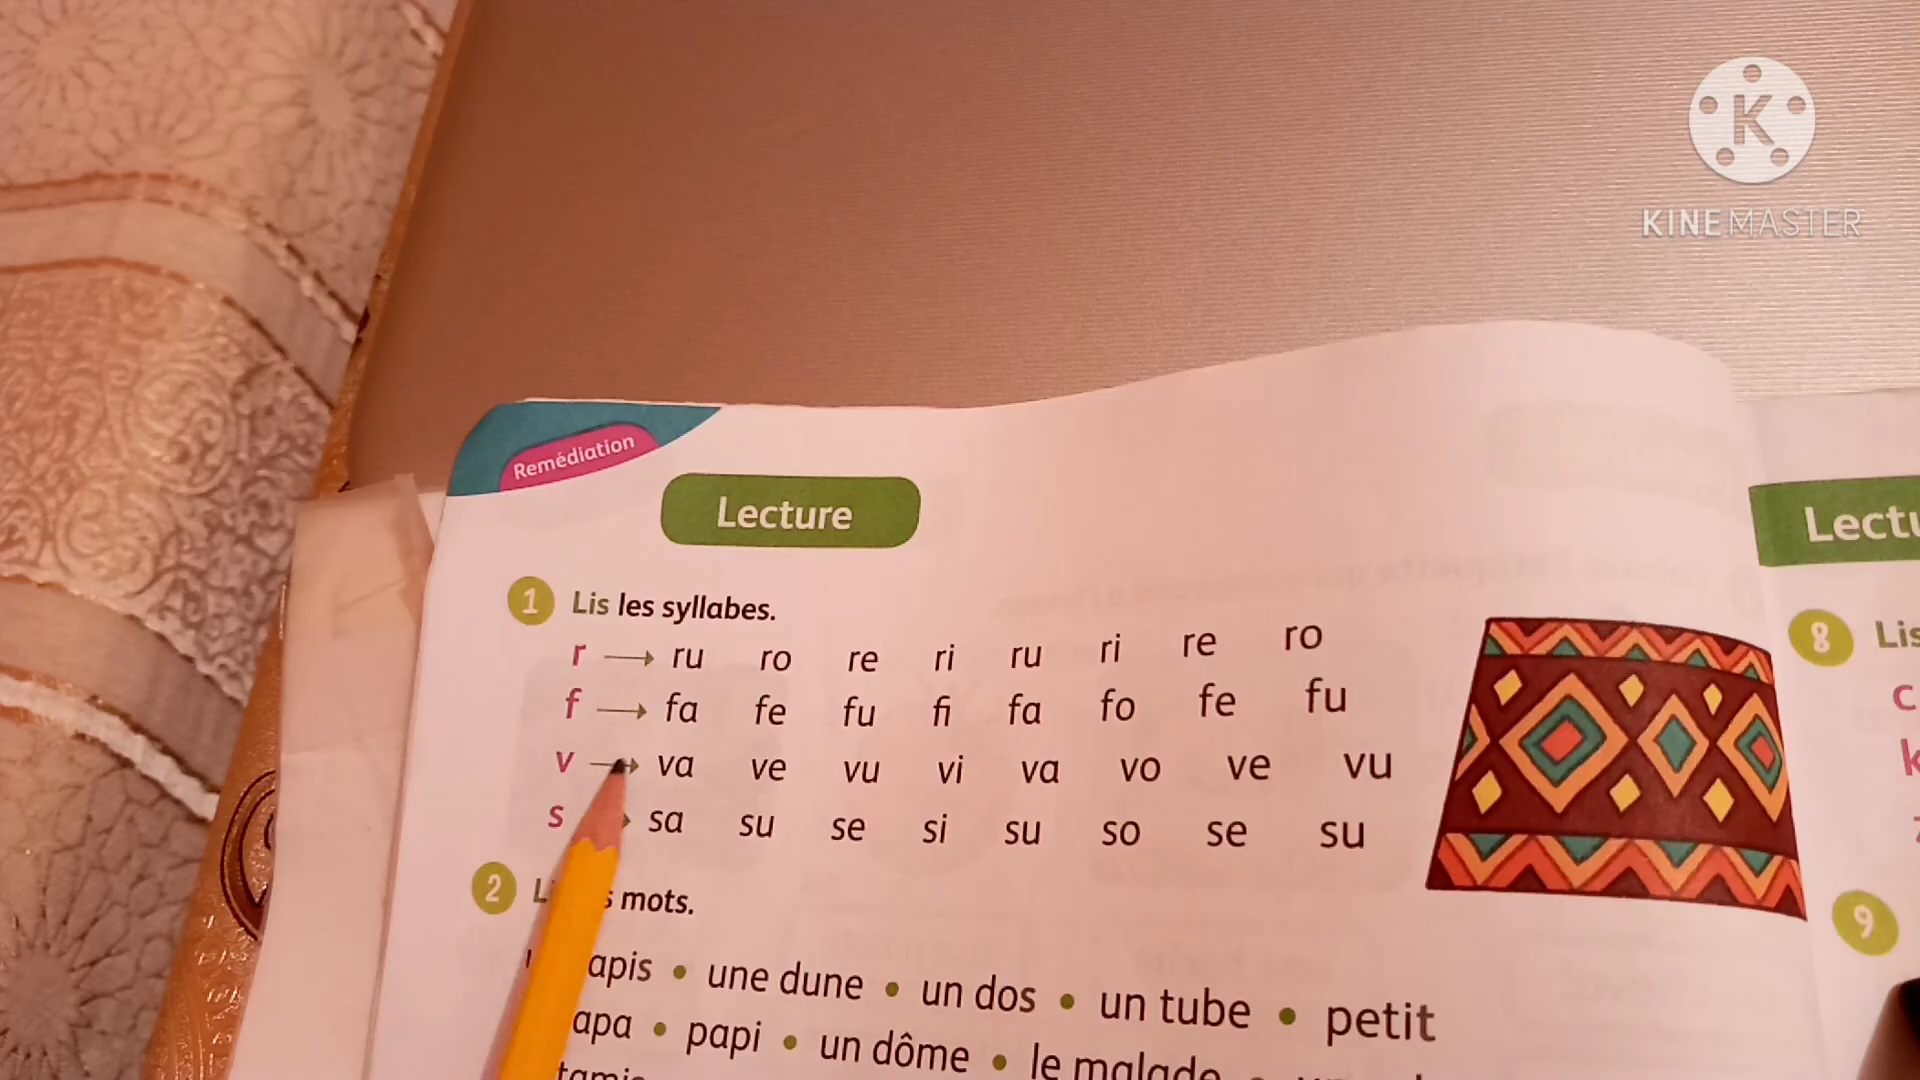 KINEMASTER
Remédiation
Lecture
1 Lis les syllabes.
r → ru ro re ri ru ri re ro
f → fa fe fu fi fa fo fe fu
v → va ve vu vi va vo ve vu
s → sa su se si su so se su
2 mots.
apis • une dune • un dos • un tube • petit
apa • papi • un dôme • le malade
8 Lis
9